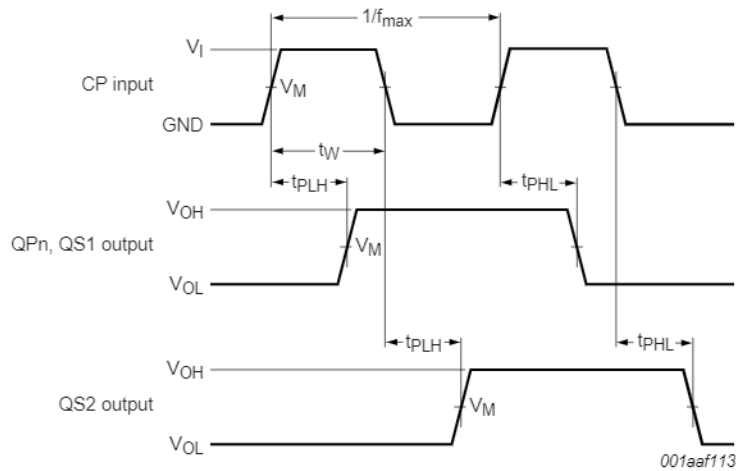 1/fmax
VI
CP input
VM
GND
tW
tPLH
tPHL
VOH
QPn, QS1 output
VM
VOL
tPLH
tPHL
VOH
QS2 output
VM
VOL
001aaf113